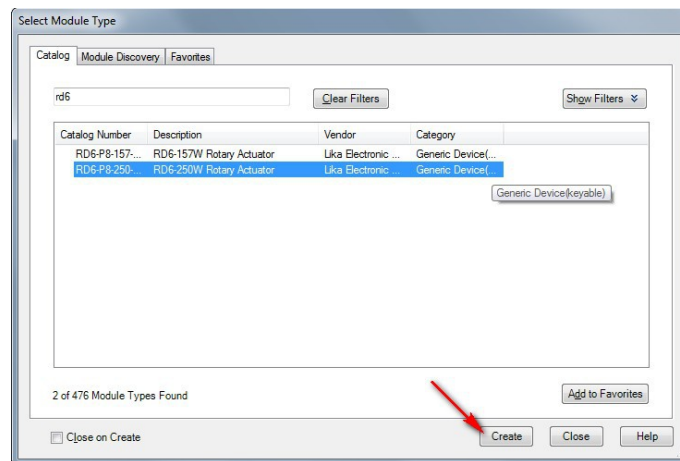 Select Module Type
Catalog Module Discovery Favorites
rd6 Clear Filters Show Filters
Catalog Number Description Vendor Category
RD6-P8-157-... RD6-157W Rotary Actuator Lika Electronic ... Generic Device(...
RD6-P8-250-... RD6-250W Rotary Actuator Lika Electronic ... Generic Device(...
Generic Device(keyable)
2 of 476 Module Types Found Add to Favorites
Close on Create Create Close Help